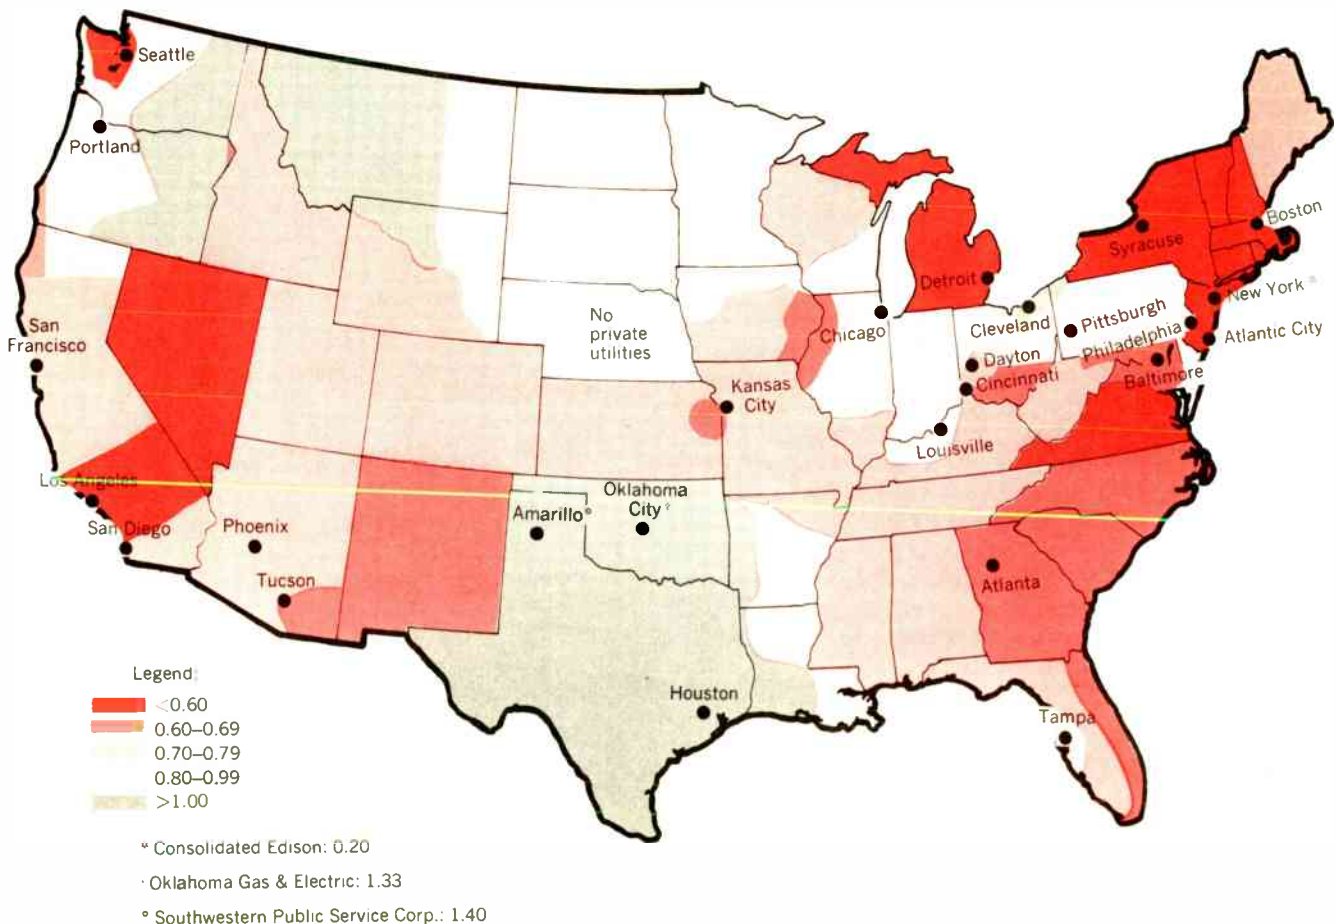 Seattle
Portland
San
Francisco
Los Angeles
San Diego
Phoenix
Tucson
No
private
utilities
Kansas
City
Oklahoma
City
Amarillo°
Houston
Chicago
Detroit
Cleveland
Dayton
Cincinnati
Louisville
Pittsburgh
Philadelphia
Baltimore
Syracuse
Boston
New York
Atlantic City
Atlanta
Tampa
Legend:
<0.60
0.60–0.69
0.70–0.79
0.80–0.99
>1.00
Consolidated Edison: 0.20
Oklahoma Gas & Electric: 1.33
° Southwestern Public Service Corp.: 1.40